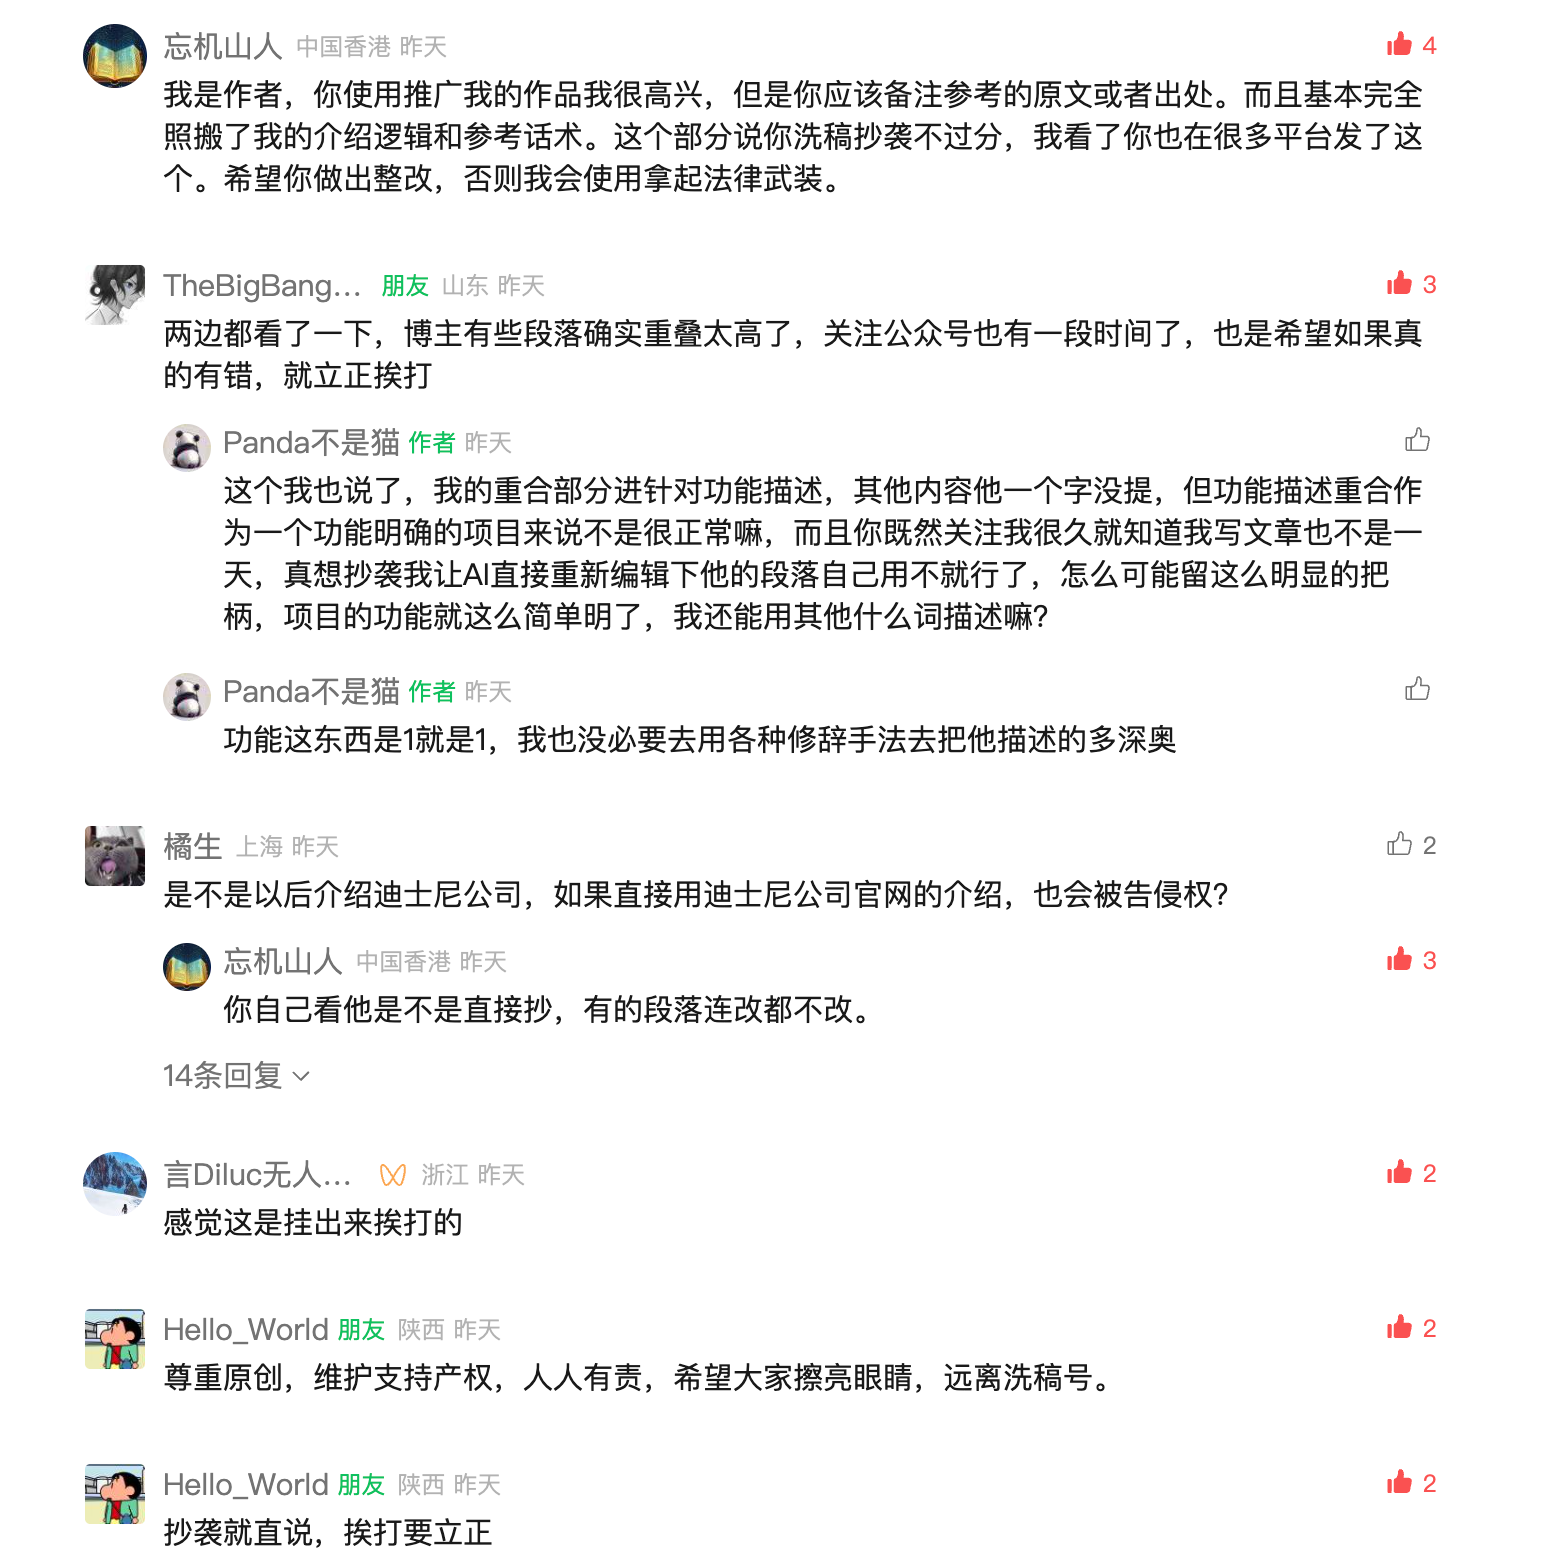 忘机山人 中国香港 昨天 4
我是作者，你使用推广我的作品我很高兴，但是你应该备注参考的原文或者出处。而且基本完全
照搬了我的介绍逻辑和参考话术。这个部分说你洗稿抄袭不过分，我看了你也在很多平台发了这
个。希望你做出整改，否则我会使用拿起法律武装。
TheBigBang... 朋友 山东 昨天 3
两边都看了一下，博主有些段落确实重叠太高了，关注公众号也有一段时间了，也是希望如果真
的有错，就立正挨打
Panda不是猫 作者 昨天
这个我也说了，我的重合部分进针对功能描述，其他内容他一个字没提，但功能描述重合作
为一个功能明确的项目来说不是很正常嘛，而且你既然关注我很久就知道我写文章也不是一
天，真想抄袭我让AI直接重新编辑下他的段落自己用不就行了，怎么可能留这么明显的把
柄，项目的功能就这么简单明了，我还能用其他什么词描述嘛？
Panda不是猫 作者 昨天
功能这东西是1就是1，我也没必要去用各种修辞手法去把他描述的多深奥
橘生 上海 昨天 2
是不是以后介绍迪士尼公司，如果直接用迪士尼公司官网的介绍，也会被告侵权？
忘机山人 中国香港 昨天 3
你自己看他是不是直接抄，有的段落连改都不改。
14条回复
言Diluc无人... 浙江 昨天 2
感觉这是挂出来挨打的
Hello_World 朋友 陕西 昨天 2
尊重原创，维护支持产权，人人有责，希望大家擦亮眼睛，远离洗稿号。
Hello_World 朋友 陕西 昨天 2
抄袭就直说，挨打要立正